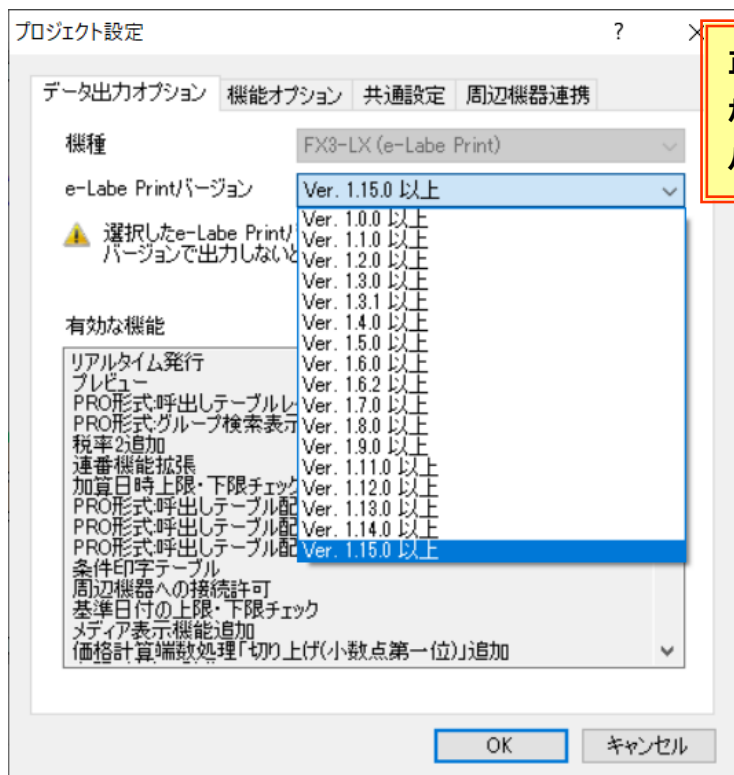 プロジェクト設定
? ×
データ出力オプション 機能オプション 共通設定 周辺機器連携
機種 FX3-LX (e-Labe Print)
e-Labe Printバージョン Ver. 1.15.0 以上
選択したe-Labe Print
バージョンで出力しないと
Ver. 1.0.0 以上
Ver. 1.1.0 以上
Ver. 1.2.0 以上
Ver. 1.3.0 以上
Ver. 1.3.1 以上
Ver. 1.4.0 以上
Ver. 1.5.0 以上
Ver. 1.6.0 以上
Ver. 1.6.2 以上
Ver. 1.7.0 以上
Ver. 1.8.0 以上
Ver. 1.9.0 以上
Ver. 1.11.0 以上
Ver. 1.12.0 以上
Ver. 1.13.0 以上
Ver. 1.14.0 以上
Ver. 1.15.0 以上
有効な機能
リアルタイム発行
プレビュー
PRO形式:呼出しテーブルレ
PRO形式:グループ検索表示
税率2追加
連番機能拡張
加算日時上限・下限チェック
PRO形式:呼出しテーブル配
PRO形式:呼出しテーブル配
PRO形式:呼出しテーブル配
条件印字テーブル
周辺機器への接続許可
基準日付の上限・下限チェック
メディア表示機能追加
価格計算端数処理「切り上げ(小数点第一位)」追加
OK キャンセル